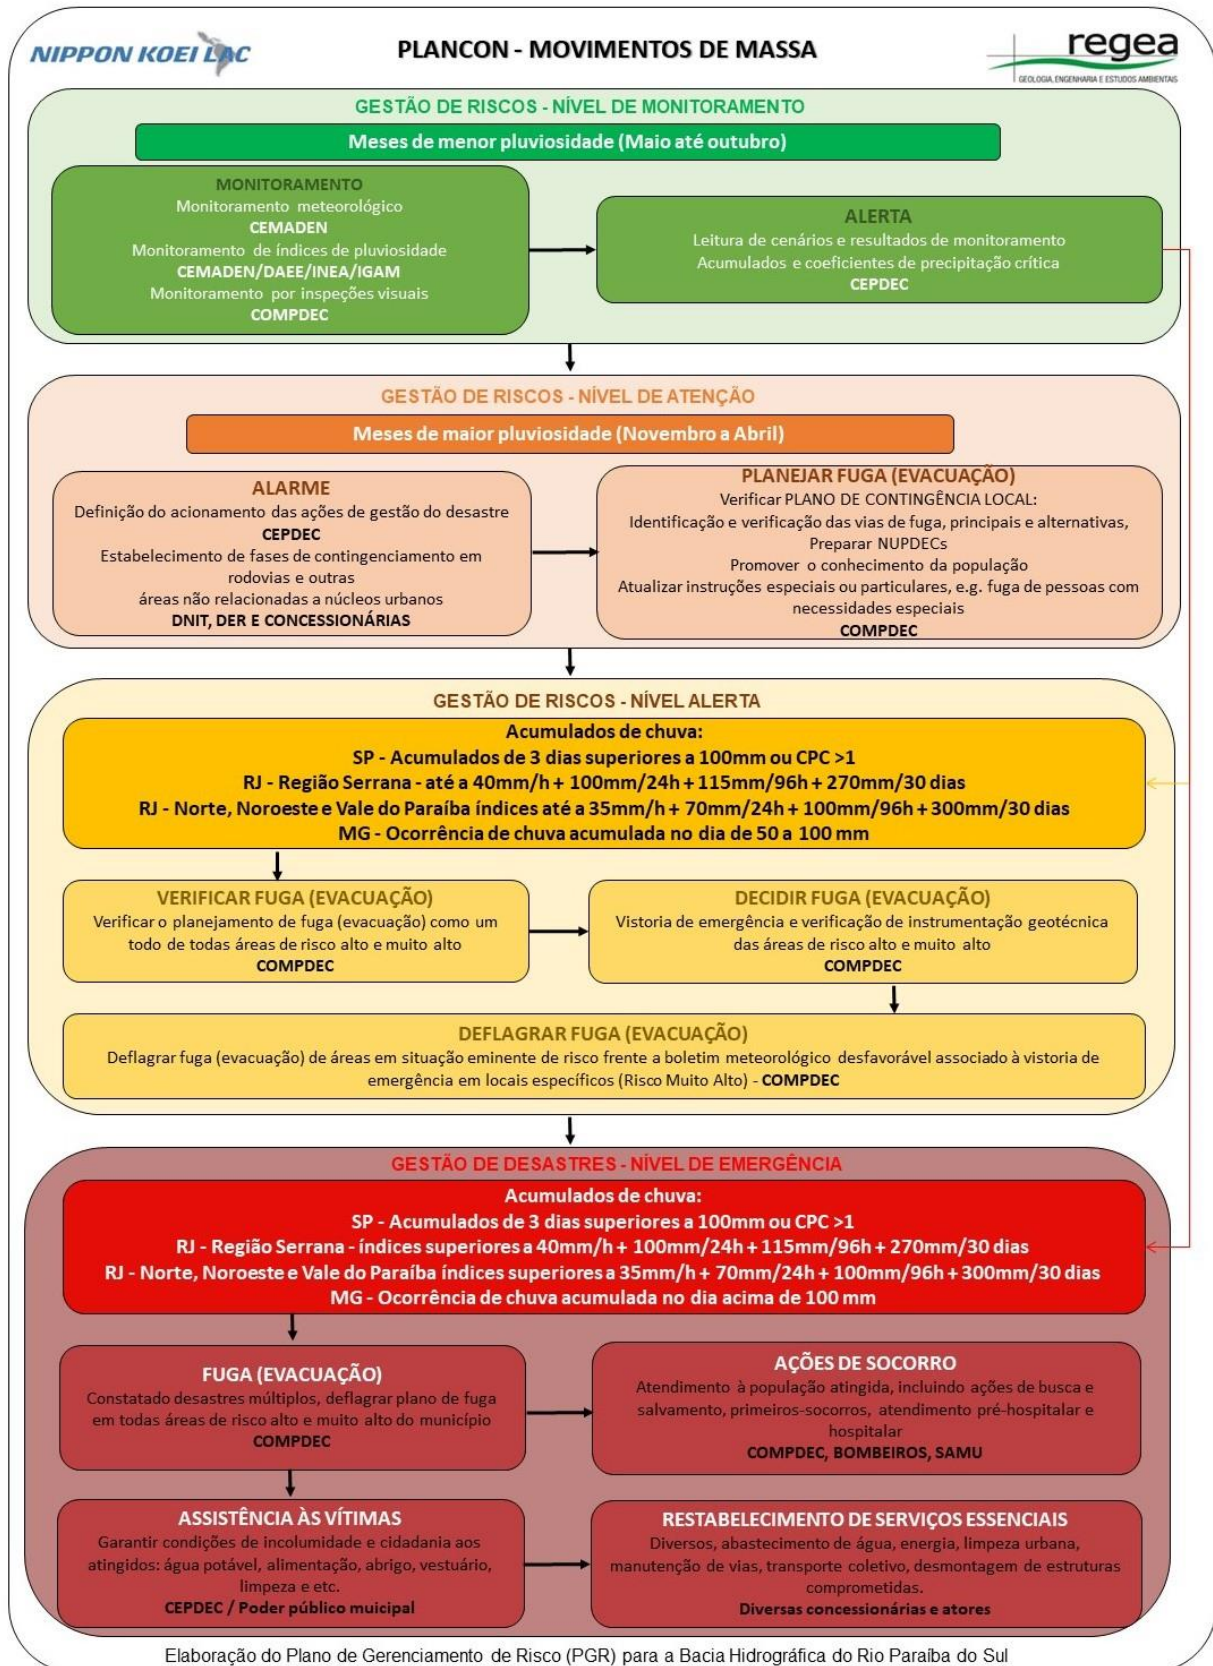 NIPPON KOEI LAC
PLANCON - MOVIMENTOS DE MASSA
regea
GEOLOGIA, ENGENHARIA E ESTUDOS AMBIENTAIS
GESTÃO DE RISCOS - NÍVEL DE MONITORAMENTO
Meses de menor pluviosidade (Maio até outubro)
MONITORAMENTO
Monitoramento meteorológico
CEMADEN
Monitoramento de índices de pluviosidade
CEMADEN/DAEE/INEA/IGAM
Monitoramento por inspeções visuais
COMPDEC
ALERTA
Leitura de cenários e resultados de monitoramento
Acumulados e coeficientes de precipitação crítica
CEPDEC
GESTÃO DE RISCOS - NÍVEL DE ATENÇÃO
Meses de maior pluviosidade (Novembro a Abril)
ALARME
Definição do acionamento das ações de gestão do desastre
CEPDEC
Estabelecimento de fases de contingenciamento em
rodovias e outras
áreas não relacionadas a núcleos urbanos
DNIT, DER E CONCESSIONÁRIAS
PLANEJAR FUGA (EVACUAÇÃO)
Verificar PLANO DE CONTINGÊNCIA LOCAL:
Identificação e verificação das vias de fuga, principais e alternativas,
Preparar NUPDECs
Promover o conhecimento da população
Atualizar instruções especiais ou particulares, e.g. fuga de pessoas com
necessidades especiais
COMPDEC
GESTÃO DE RISCOS - NÍVEL ALERTA
Acumulados de chuva:
SP - Acumulados de 3 dias superiores a 100mm ou CPC >1
RJ - Região Serrana - até a 40mm/h + 100mm/24h + 115mm/96h + 270mm/30 dias
RJ - Norte, Noroeste e Vale do Paraíba índices até a 35mm/h + 70mm/24h + 100mm/96h + 300mm/30 dias
MG - Ocorrência de chuva acumulada no dia de 50 a 100 mm
VERIFICAR FUGA (EVACUAÇÃO)
Verificar o planejamento de fuga (evacuação) como um
todo de todas áreas de risco alto e muito alto
COMPDEC
DECIDIR FUGA (EVACUAÇÃO)
Vistoria de emergência e verificação de instrumentação geotécnica
das áreas de risco alto e muito alto
COMPDEC
DEFLAGRAR FUGA (EVACUAÇÃO)
Deflagrar fuga (evacuação) de áreas em situação eminente de risco frente a boletim meteorológico desfavorável associado à vistoria de
emergência em locais específicos (Risco Muito Alto) - COMPDEC
GESTÃO DE DESASTRES - NÍVEL DE EMERGÊNCIA
Acumulados de chuva:
SP - Acumulados de 3 dias superiores a 100mm ou CPC >1
RJ - Região Serrana - índices superiores a 40mm/h + 100mm/24h + 115mm/96h + 270mm/30 dias
RJ - Norte, Noroeste e Vale do Paraíba índices superiores a 35mm/h + 70mm/24h + 100mm/96h + 300mm/30 dias
MG - Ocorrência de chuva acumulada no dia acima de 100 mm
FUGA (EVACUAÇÃO)
Constatado desastres múltiplos, deflagrar plano de fuga
em todas áreas de risco alto e muito alto do município
COMPDEC
AÇÕES DE SOCORRO
Atendimento à população atingida, incluindo ações de busca e
salvamento, primeiros-socorros, atendimento pré-hospitalar e
hospitalar
COMPDEC, BOMBEIROS, SAMU
ASSISTÊNCIA ÀS VÍTIMAS
Garantir condições de incolumidade e cidadania aos
atingidos: água potável, alimentação, abrigo, vestuário,
limpeza e etc.
CEPDEC / Poder público muicipal
RESTABELECIMENTO DE SERVIÇOS ESSENCIAIS
Diversos, abastecimento de água, energia, limpeza urbana,
manutenção de vias, transporte coletivo, desmontagem de estruturas
comprometidas.
Diversas concessionárias e atores
Elaboração do Plano de Gerenciamento de Risco (PGR) para a Bacia Hidrográfica do Rio Paraíba do Sul